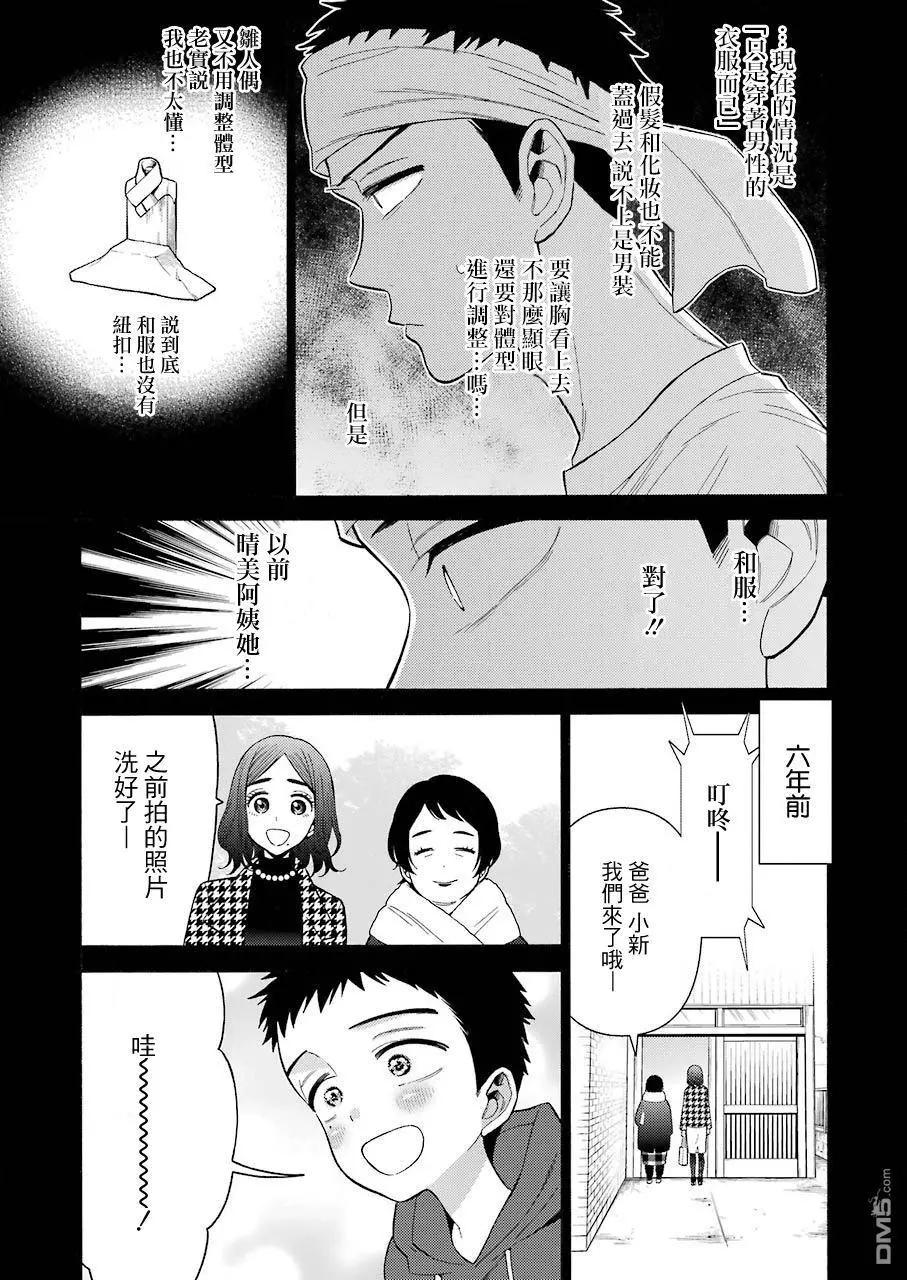 …現在的情況是
『只是穿著男性的
衣服而已』
假髮和化妝也不能
蓋過去 說不上是男裝
要讓胸看上去
不那麼顯眼
還要對體型
進行調整…嗎…
但是
雛人偶
又不用調整體型
老實說
我也不太懂…
說到底
和服也沒有
紐扣…
和服…
對了!!
以前
晴美阿姨她…
六年前
叮咚——
爸爸 小新
我們來了哦—
之前拍的照片
洗好了—
哇~~~~~!
DM5.com